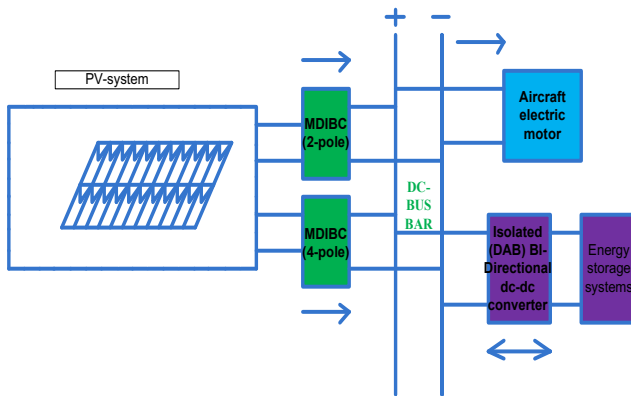 + −
PV-system
MDIBC
(2-pole)
Aircraft
electric
motor
DC-
BUS
BAR
MDIBC
(4-pole)
Isolated
(DAB) BI-
Directional
dc-dc
converter
Energy
storage
systems